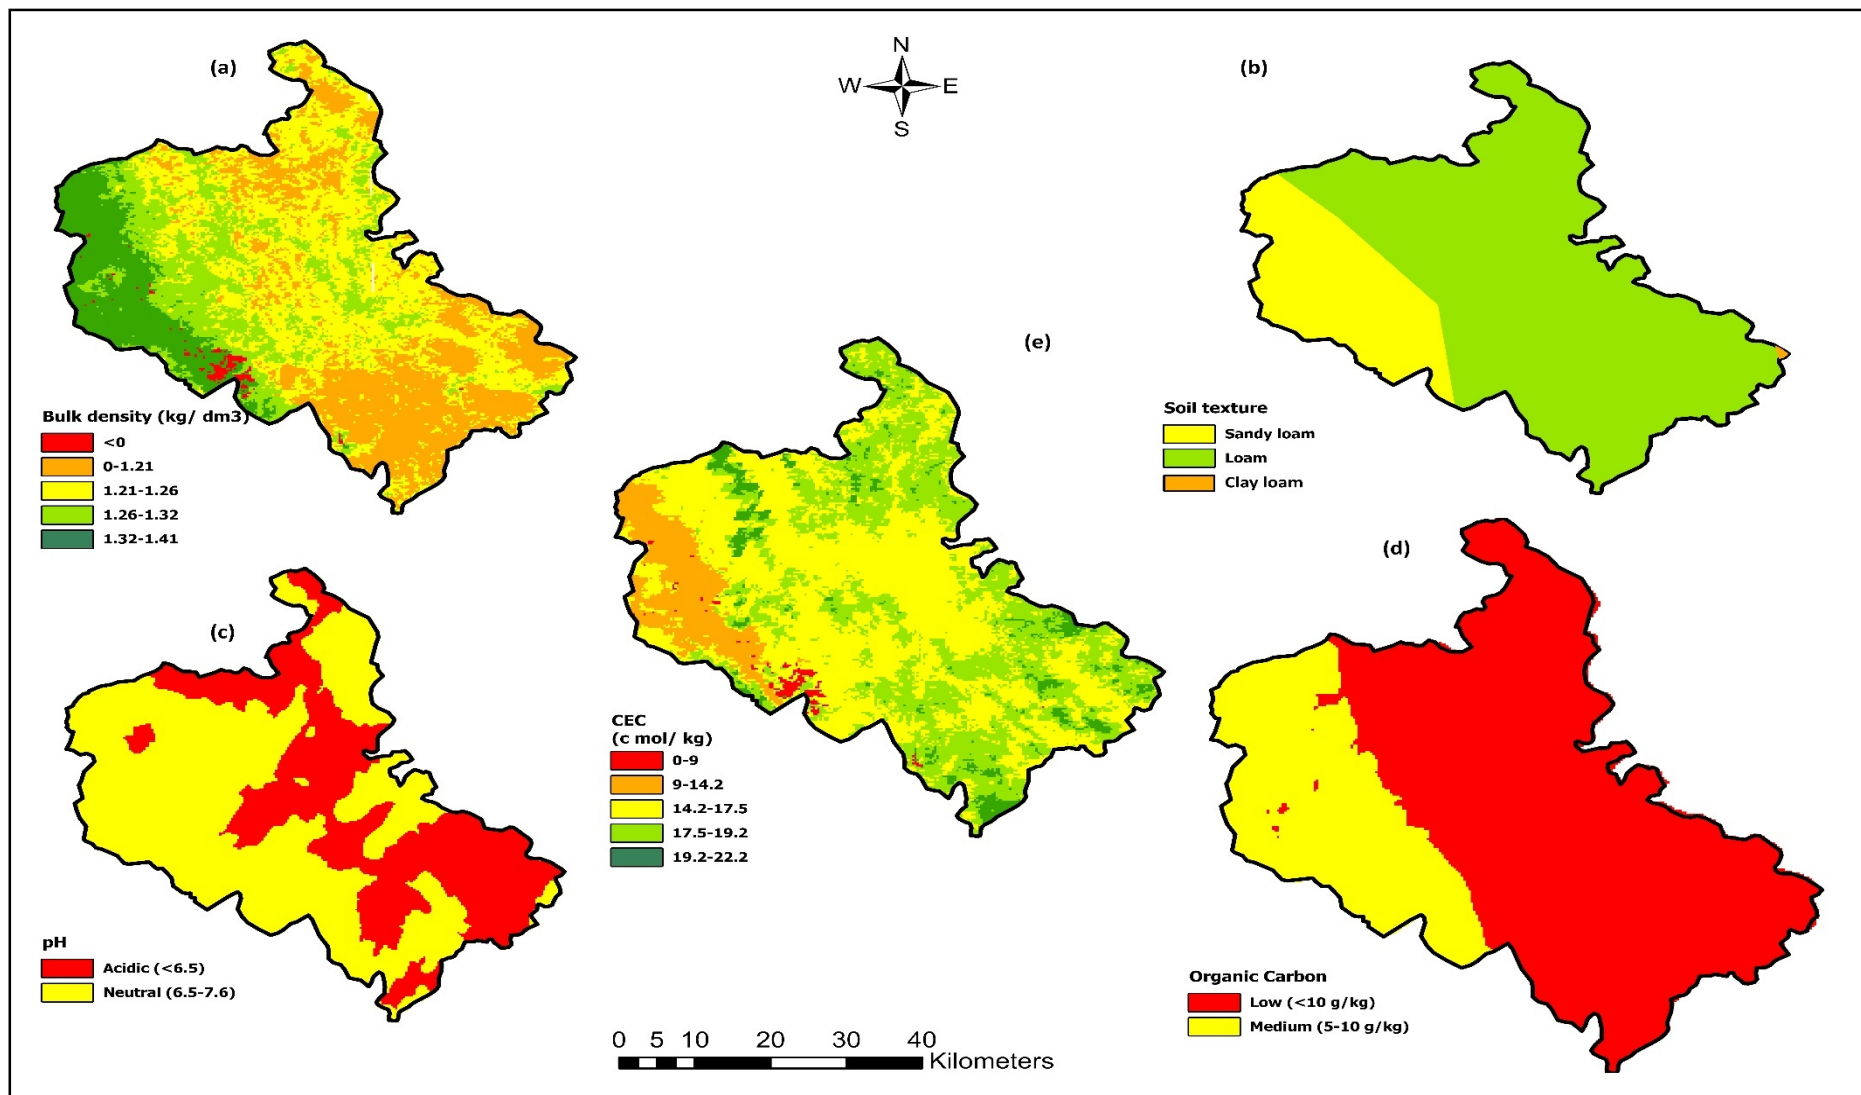 (a)
N
W E
S
(b)
Bulk density (kg/ dm3)
<0
0-1.21
1.21-1.26
1.26-1.32
1.32-1.41
(e)
Soil texture
Sandy loam
Loam
Clay loam
(c)
pH
Acidic (<6.5)
Neutral (6.5-7.6)
CEC
(c mol/ kg)
0-9
9-14.2
14.2-17.5
17.5-19.2
19.2-22.2
(d)
Organic Carbon
Low (<10 g/kg)
Medium (5-10 g/kg)
0 5 10 20 30 40
Kilometers